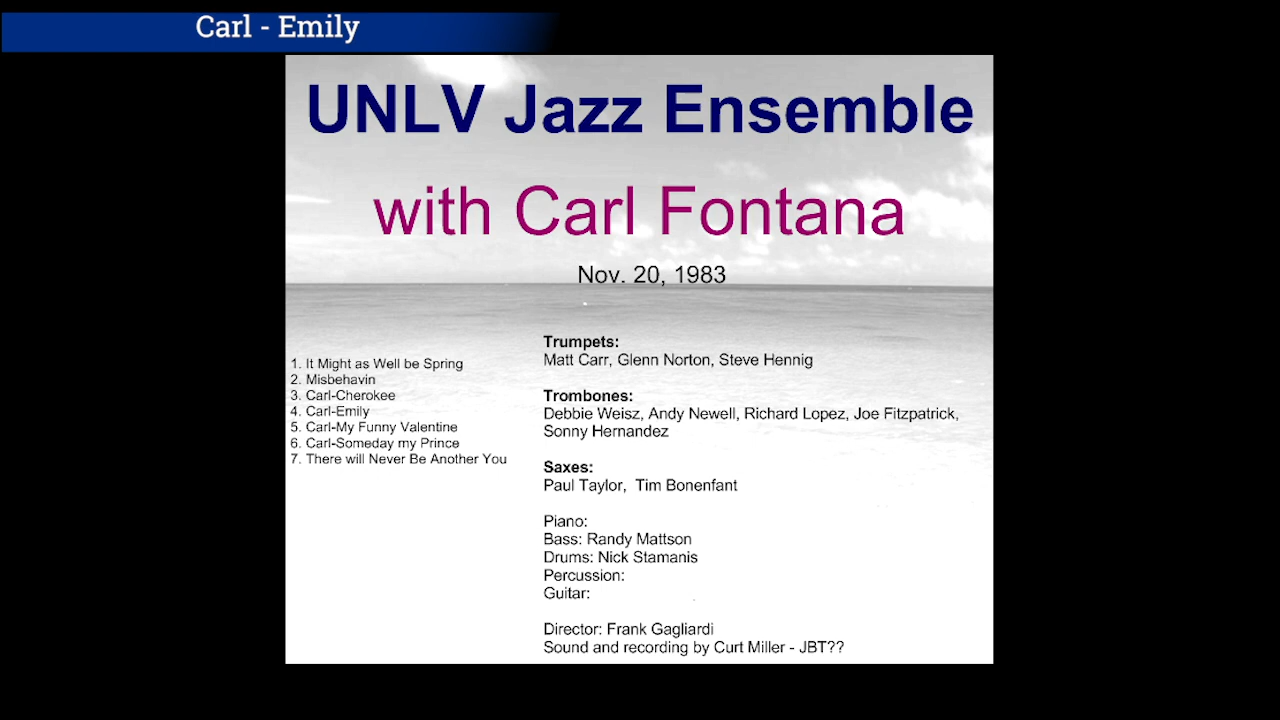 Carl - Emily
UNLV Jazz Ensemble
with Carl Fontana
Nov. 20, 1983
1. It Might as Well be Spring
2. Misbehavin
3. Carl-Cherokee
4. Carl-Emily
5. Carl-My Funny Valentine
6. Carl-Someday my Prince
7. There will Never Be Another You
Trumpets:
Matt Carr, Glenn Norton, Steve Hennig
Trombones:
Debbie Weisz, Andy Newell, Richard Lopez, Joe Fitzpatrick,
Sonny Hernandez
Saxes:
Paul Taylor,  Tim Bonenfant
Piano:
Bass: Randy Mattson
Drums: Nick Stamanis
Percussion:
Guitar:
Director: Frank Gagliardi
Sound and recording by Curt Miller - JBT??